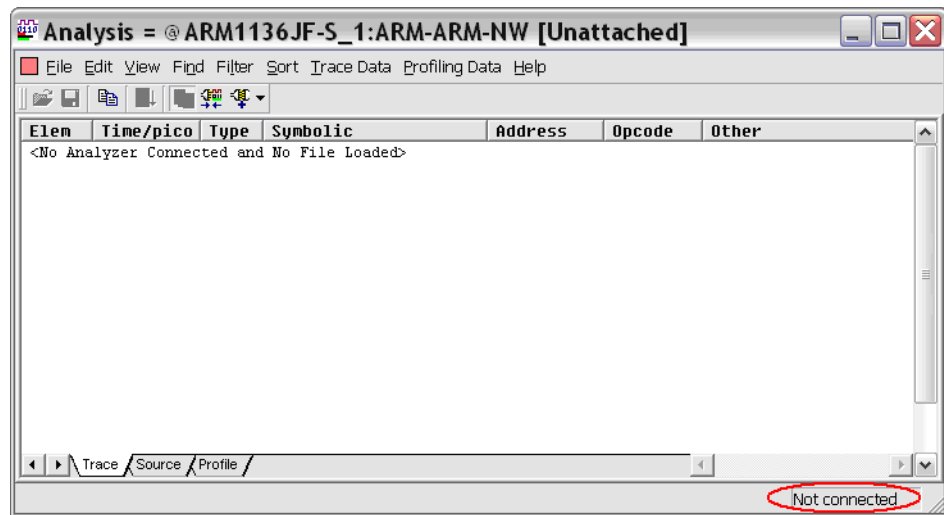 Analysis = @ARM1136JF-S_1:ARM-ARM-NW [Unattached]
File Edit View Find Filter Sort Trace Data Profiling Data Help
Elem Time/pico Type Symbolic Address Opcode Other
<No Analyzer Connected and No File Loaded>
Trace Source Profile
Not connected